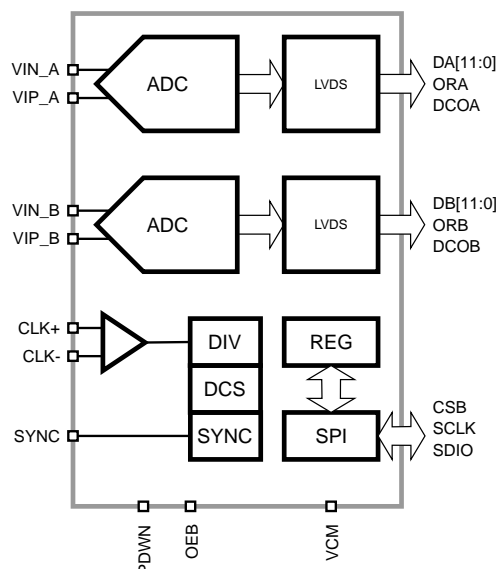 VIN_A
VIP_A
ADC
LVDS
DA[11:0]
ORA
DCOA
VIN_B
VIP_B
ADC
LVDS
DB[11:0]
ORB
DCOB
CLK+
CLK-
DIV
REG
DCS
SYNC
SYNC
SPI
CSB
SCLK
SDIO
PDWN
OEB
VCM